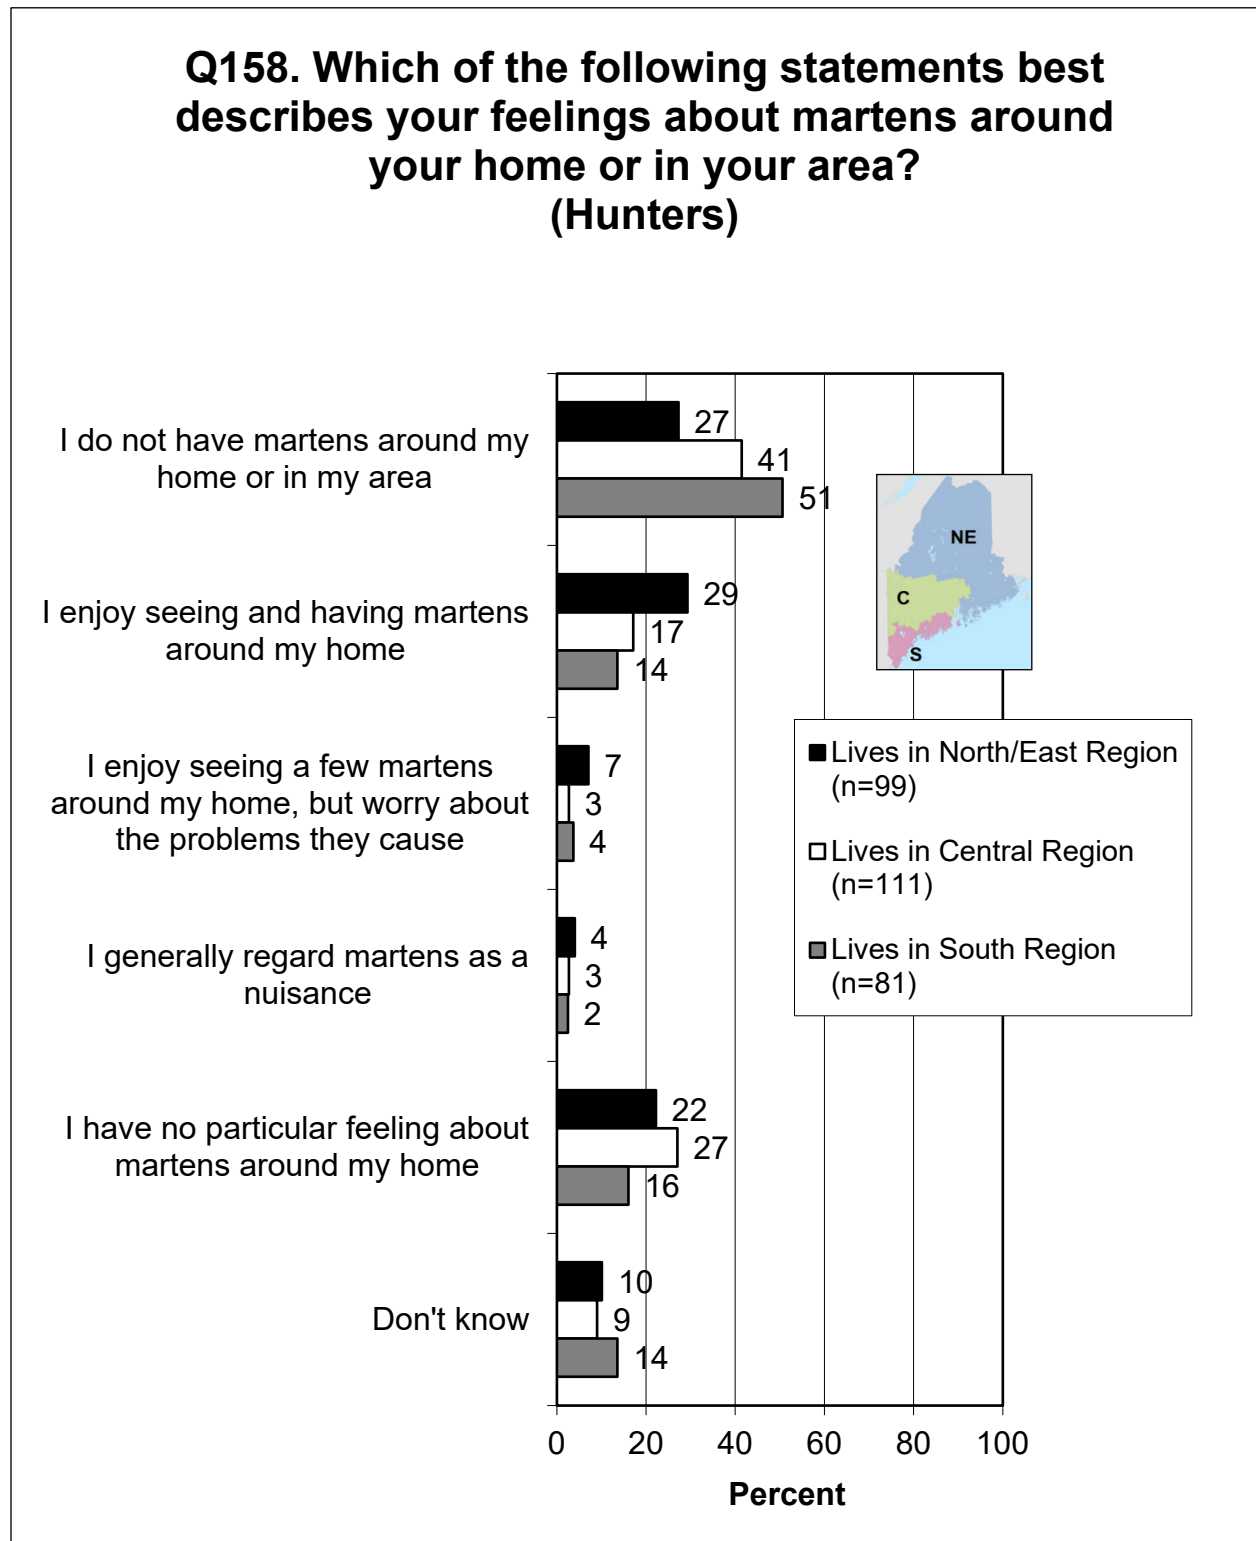 Q158. Which of the following statements best
describes your feelings about martens around
your home or in your area?
(Hunters)
I do not have martens around my
home or in my area
27
41
51
NE
C
S
I enjoy seeing and having martens
around my home
29
17
14
I enjoy seeing a few martens
around my home, but worry about
the problems they cause
7
3
4
Lives in North/East Region
(n=99)
Lives in Central Region
(n=111)
Lives in South Region
(n=81)
I generally regard martens as a
nuisance
4
3
2
I have no particular feeling about
martens around my home
22
27
16
Don't know
10
9
14
0 20 40 60 80 100
Percent